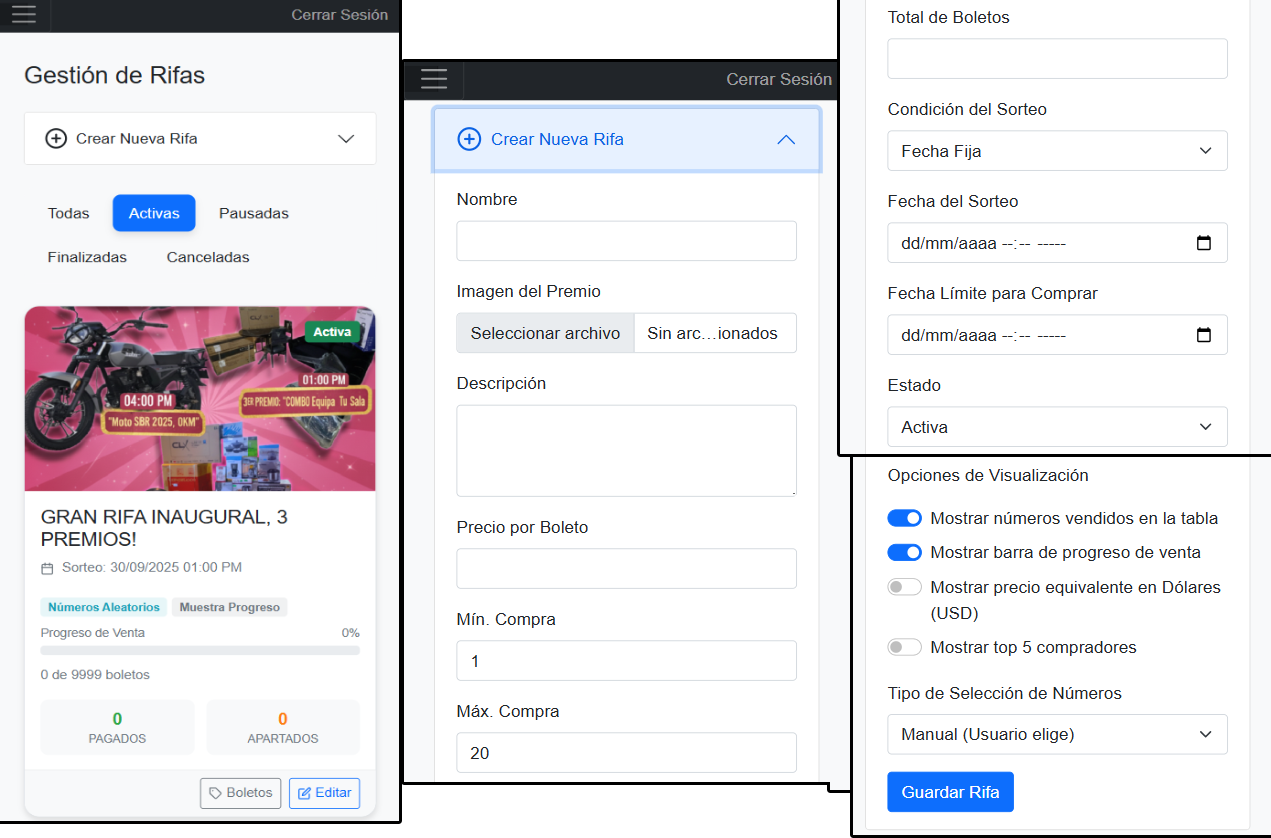 Cerrar Sesión
Gestión de Rifas
Crear Nueva Rifa
Todas
Activas
Pausadas
Finalizadas
Canceladas
Activa
04:00 PM
"Moto SBR 2025, 0KM"
01:00 PM
3ER PREMIO: "COMBO Equipa Tu Sala
GRAN RIFA INAUGURAL, 3
PREMIOS!
Sorteo: 30/09/2025 01:00 PM
Números Aleatorios
Muestra Progreso
Progreso de Venta
0%
0 de 9999 boletos
0
PAGADOS
0
APARTADOS
Boletos
Editar
Cerrar Sesión
Crear Nueva Rifa
Nombre
Imagen del Premio
Seleccionar archivo
Sin arc...ionados
Descripción
Precio por Boleto
Mín. Compra
1
Máx. Compra
20
Total de Boletos
Condición del Sorteo
Fecha Fija
Fecha del Sorteo
dd/mm/aaaa --:-- -----
Fecha Límite para Comprar
dd/mm/aaaa --:-- -----
Estado
Activa
Opciones de Visualización
Mostrar números vendidos en la tabla
Mostrar barra de progreso de venta
Mostrar precio equivalente en Dólares
(USD)
Mostrar top 5 compradores
Tipo de Selección de Números
Manual (Usuario elige)
Guardar Rifa